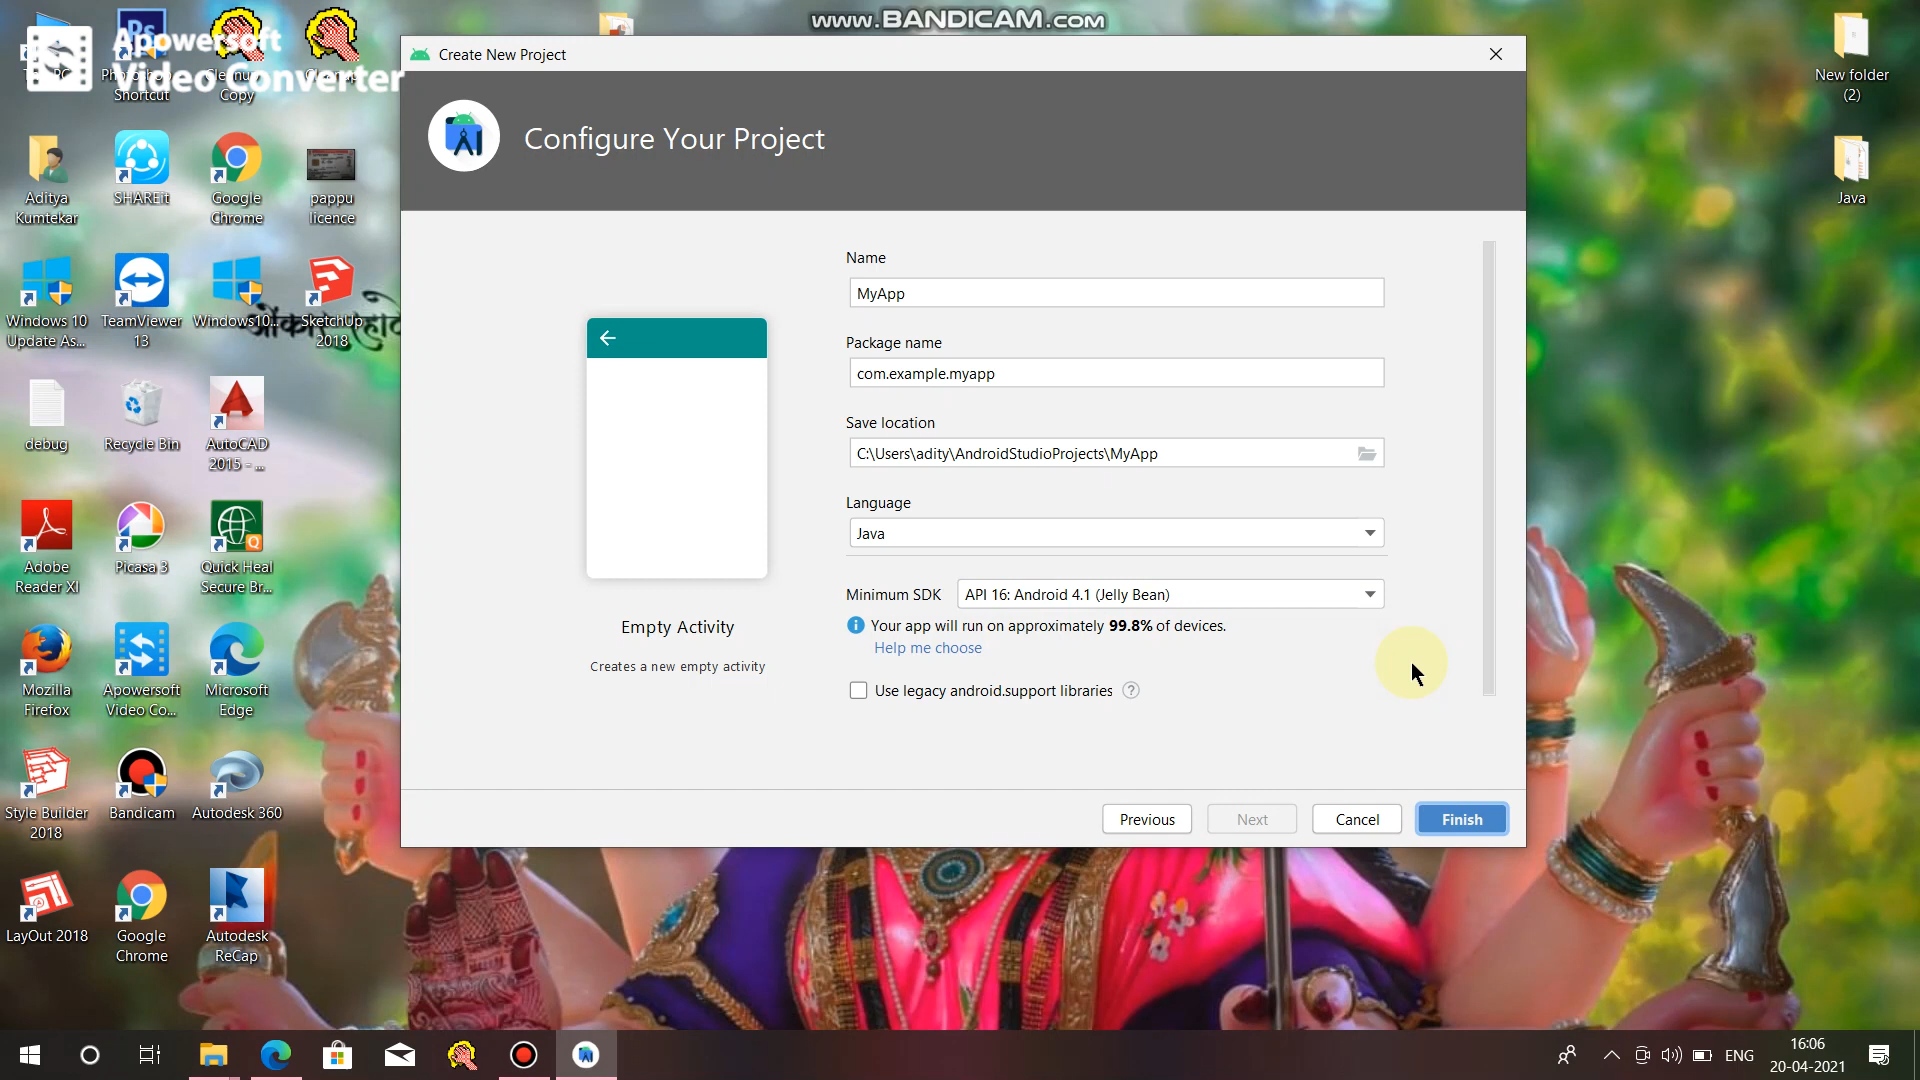 www.BANDICAM.com
Apowersoft
Video Converter
Photoshop
Shortcut
Cleanup
Copy
New folder
(2)
Aditya
Kumtekar
SHAREit
Google
Chrome
pappu
licence
Java
Windows 10
Update As...
TeamViewer
13
Windows10...
SketchUp
2018
debug
Recycle Bin
AutoCAD
2015 - ...
Adobe
Reader XI
Picasa 3
Quick Heal
Secure Br...
Mozilla
Firefox
Apowersoft
Video Co...
Microsoft
Edge
Style Builder
2018
Bandicam
Autodesk 360
LayOut 2018
Google
Chrome
Autodesk
ReCap
Create New Project
Configure Your Project
Empty Activity
Creates a new empty activity
Name
MyApp
Package name
com.example.myapp
Save location
C:\Users\adity\AndroidStudioProjects\MyApp
Language
Java
Minimum SDK
API 16: Android 4.1 (Jelly Bean)
Your app will run on approximately 99.8% of devices.
Help me choose
Use legacy android.support libraries ?
Previous
Next
Cancel
Finish
ENG
16:06
20-04-2021